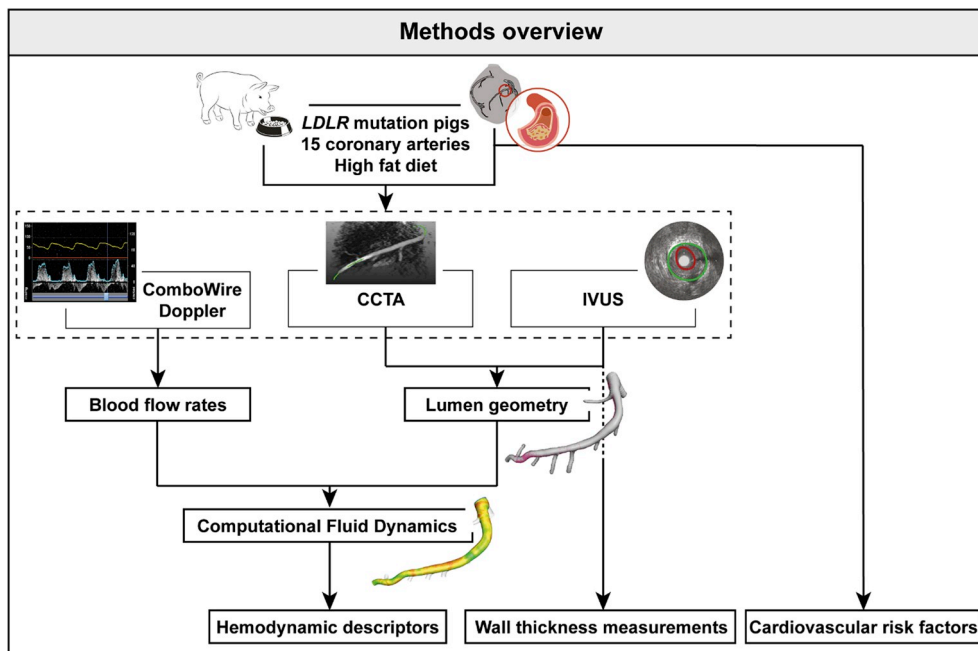 Methods overview
LDLR mutation pigs
15 coronary arteries
High fat diet
ComboWire
Doppler
CCTA
IVUS
Blood flow rates
Lumen geometry
Computational Fluid Dynamics
Hemodynamic descriptors
Wall thickness measurements
Cardiovascular risk factors